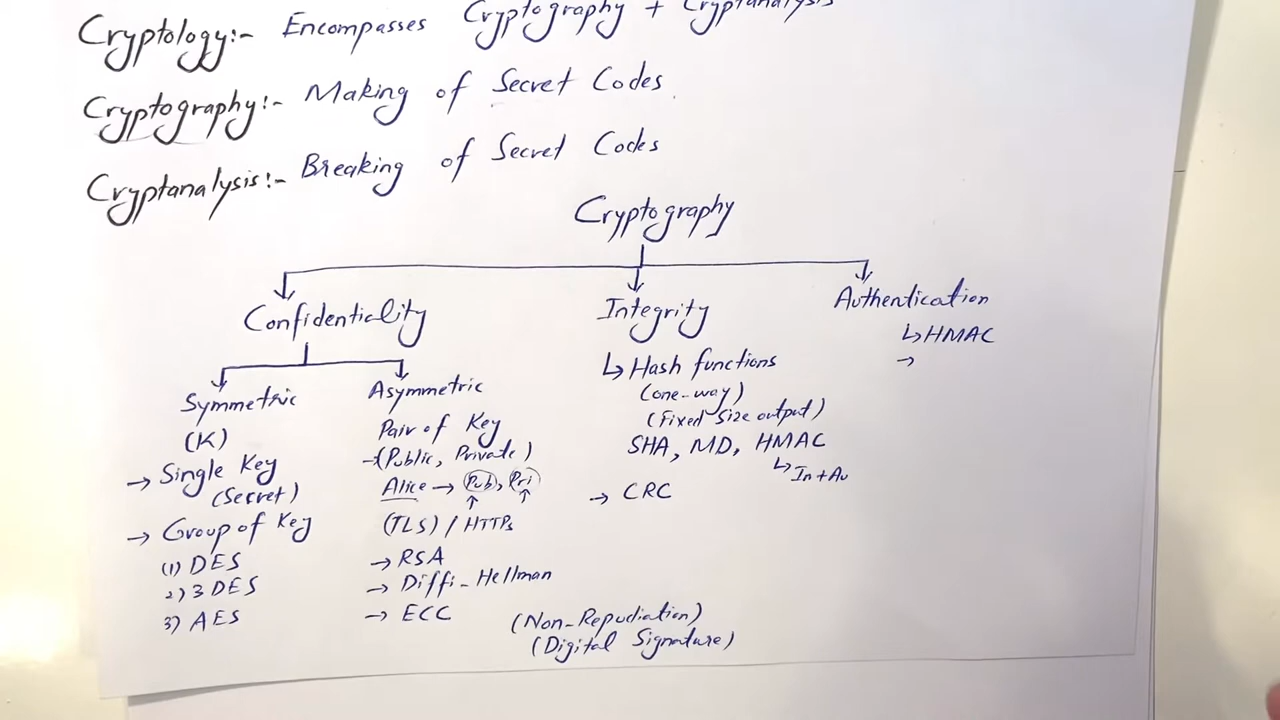 Cryptology:- Encompasses Cryptography + Cryptanalysis
Cryptography:- Making of Secret Codes
Cryptanalysis:- Breaking of Secret Codes
Cryptography
Confidentiality
Symmetric
(K)
→ Single Key
(Secret)
→ Group of Key
(1) DES
2) 3 DES
3) AES
Asymmetric
Pair of Key
→(Public, Private)
Alice → Pub, Pri
(TLS) / HTTPs
→ RSA
→ Diffi-Hellman
→ ECC
(Non-Repudiation)
(Digital Signature)
Integrity
↳ Hash functions
(one-way)
(Fixed Size output)
SHA, MD, HMAC
↳ In + Au
→ CRC
Authentication
↳ HMAC
→